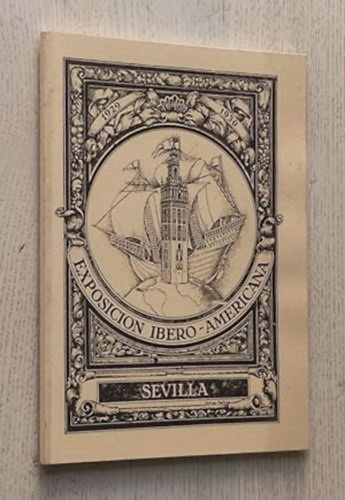 1929 1930
EXPOSICION IBERO-AMERICANA
SEVILLA